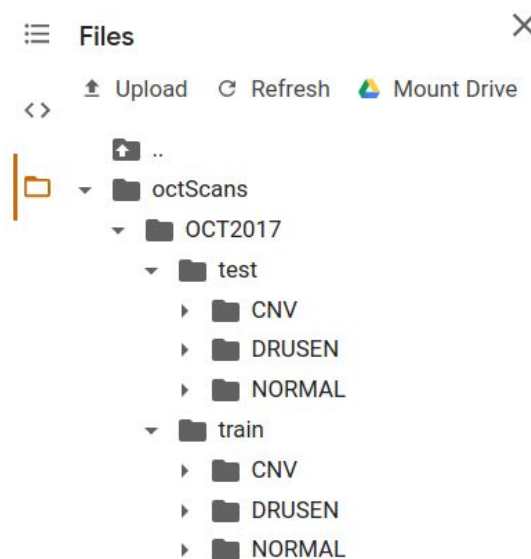 Files
Upload Refresh Mount Drive
..
octScans
OCT2017
test
CNV
DRUSEN
NORMAL
train
CNV
DRUSEN
NORMAL